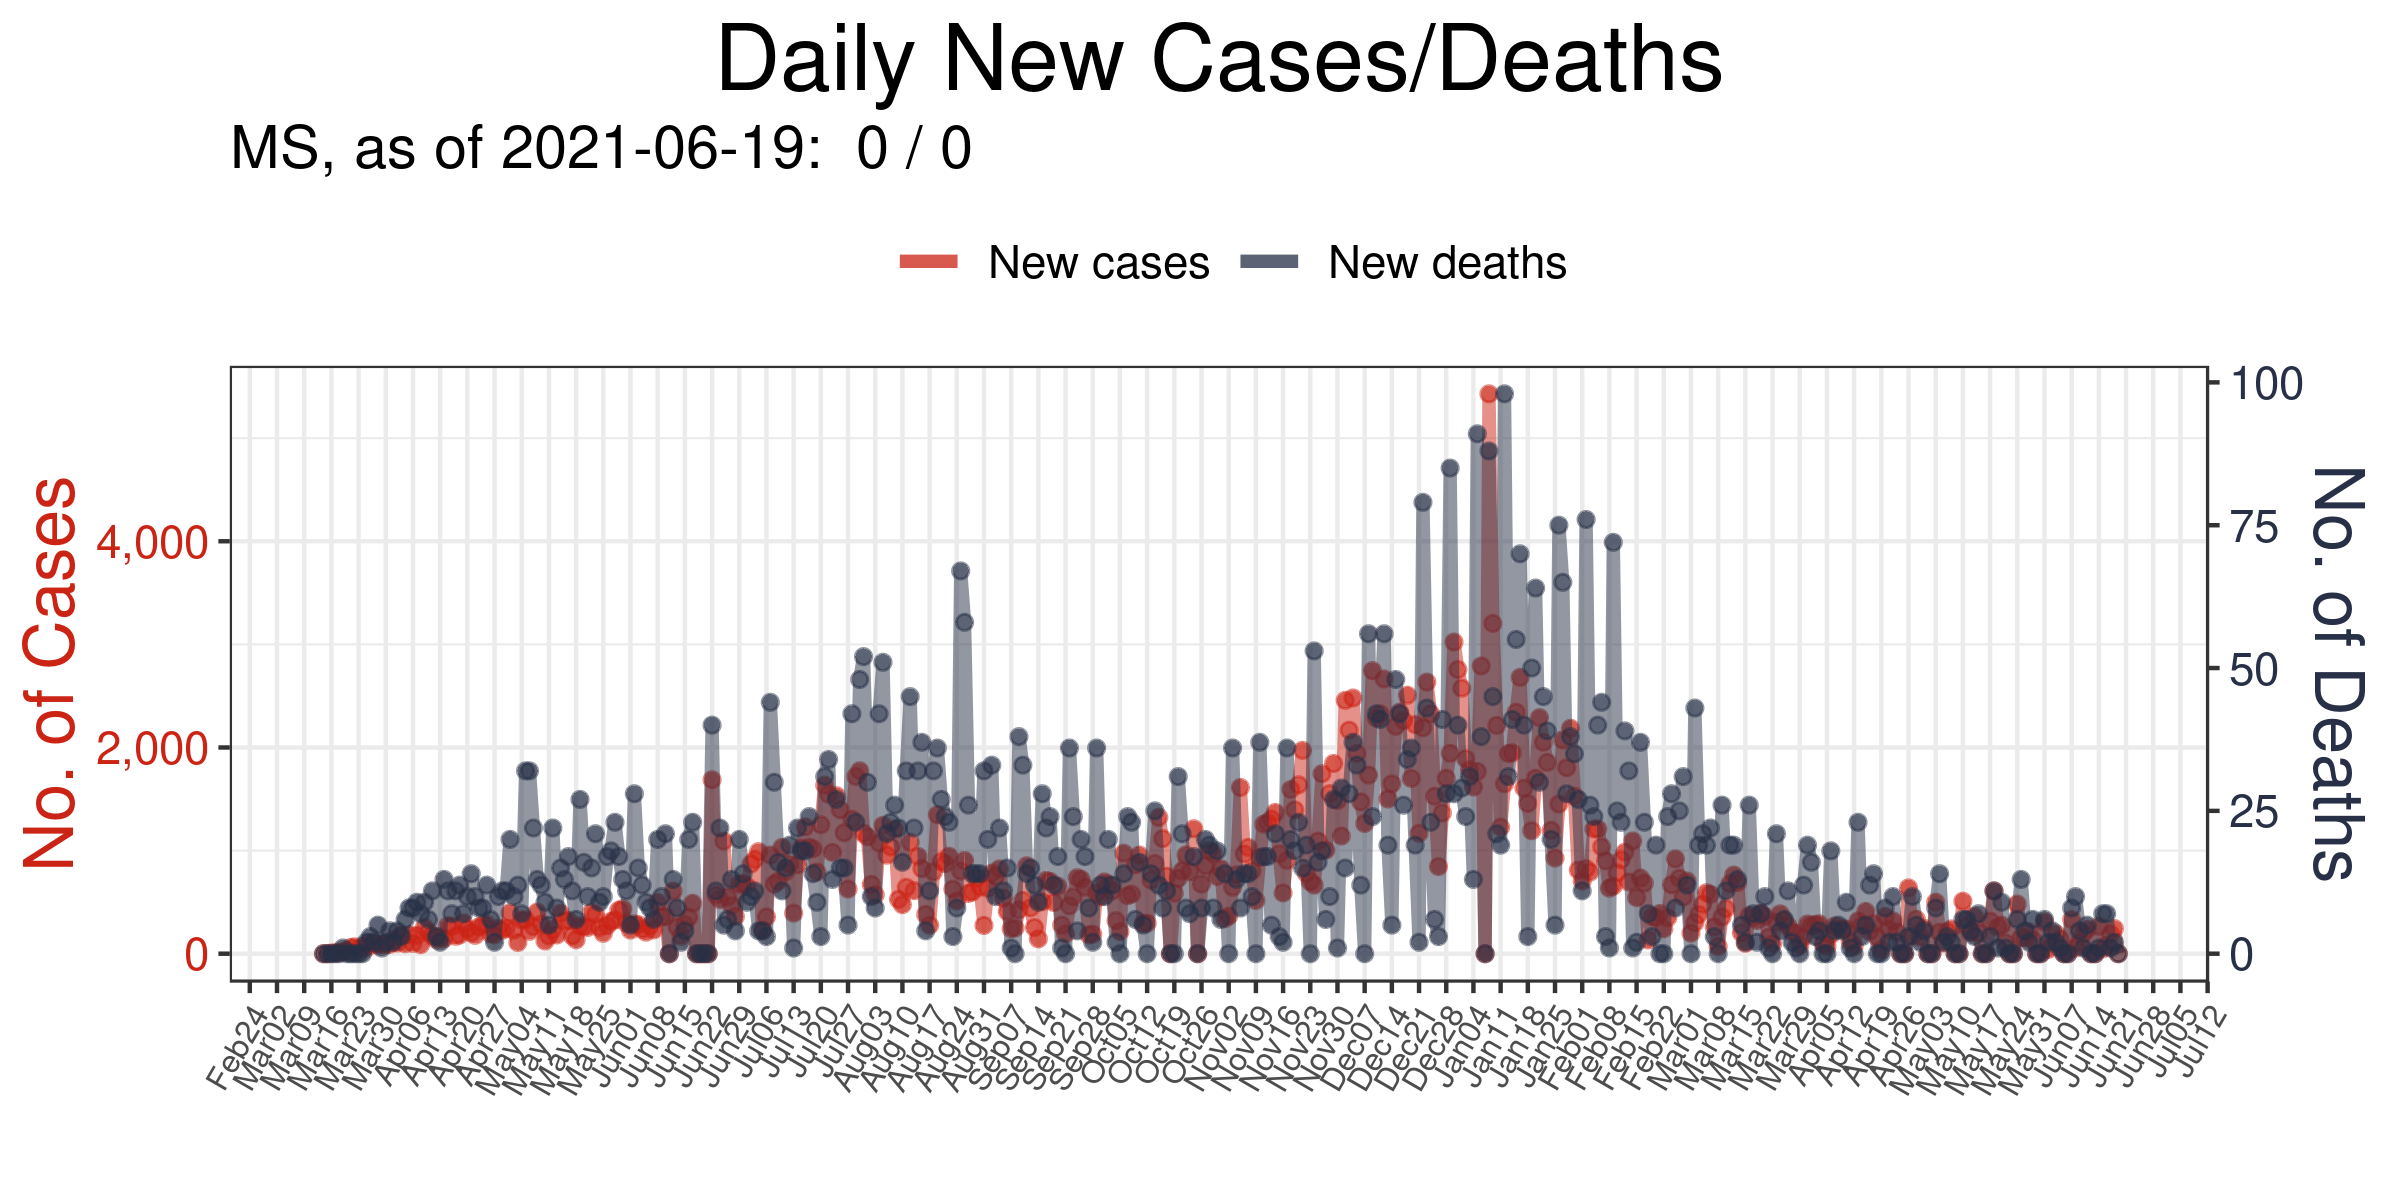 Daily New Cases/Deaths
MS, as of 2021-06-19: 0 / 0
New cases
New deaths
No. of Cases
4,000
2,000
0
100
75
50
25
0
No. of Deaths
Feb24
Mar02
Mar09
Mar16
Mar23
Mar30
Apr06
Apr13
Apr20
Apr27
May04
May11
May18
May25
Jun01
Jun08
Jun15
Jun22
Jun29
Jul06
Jul13
Jul20
Jul27
Aug03
Aug10
Aug17
Aug24
Aug31
Sep07
Sep14
Sep21
Sep28
Oct05
Oct12
Oct19
Oct26
Nov02
Nov09
Nov16
Nov23
Nov30
Dec07
Dec14
Dec21
Dec28
Jan04
Jan11
Jan18
Jan25
Feb01
Feb08
Feb15
Feb22
Mar01
Mar08
Mar15
Mar22
Mar29
Apr05
Apr12
Apr19
Apr26
May03
May10
May17
May24
May31
Jun07
Jun14
Jun21
Jun28
Jul05
Jul12